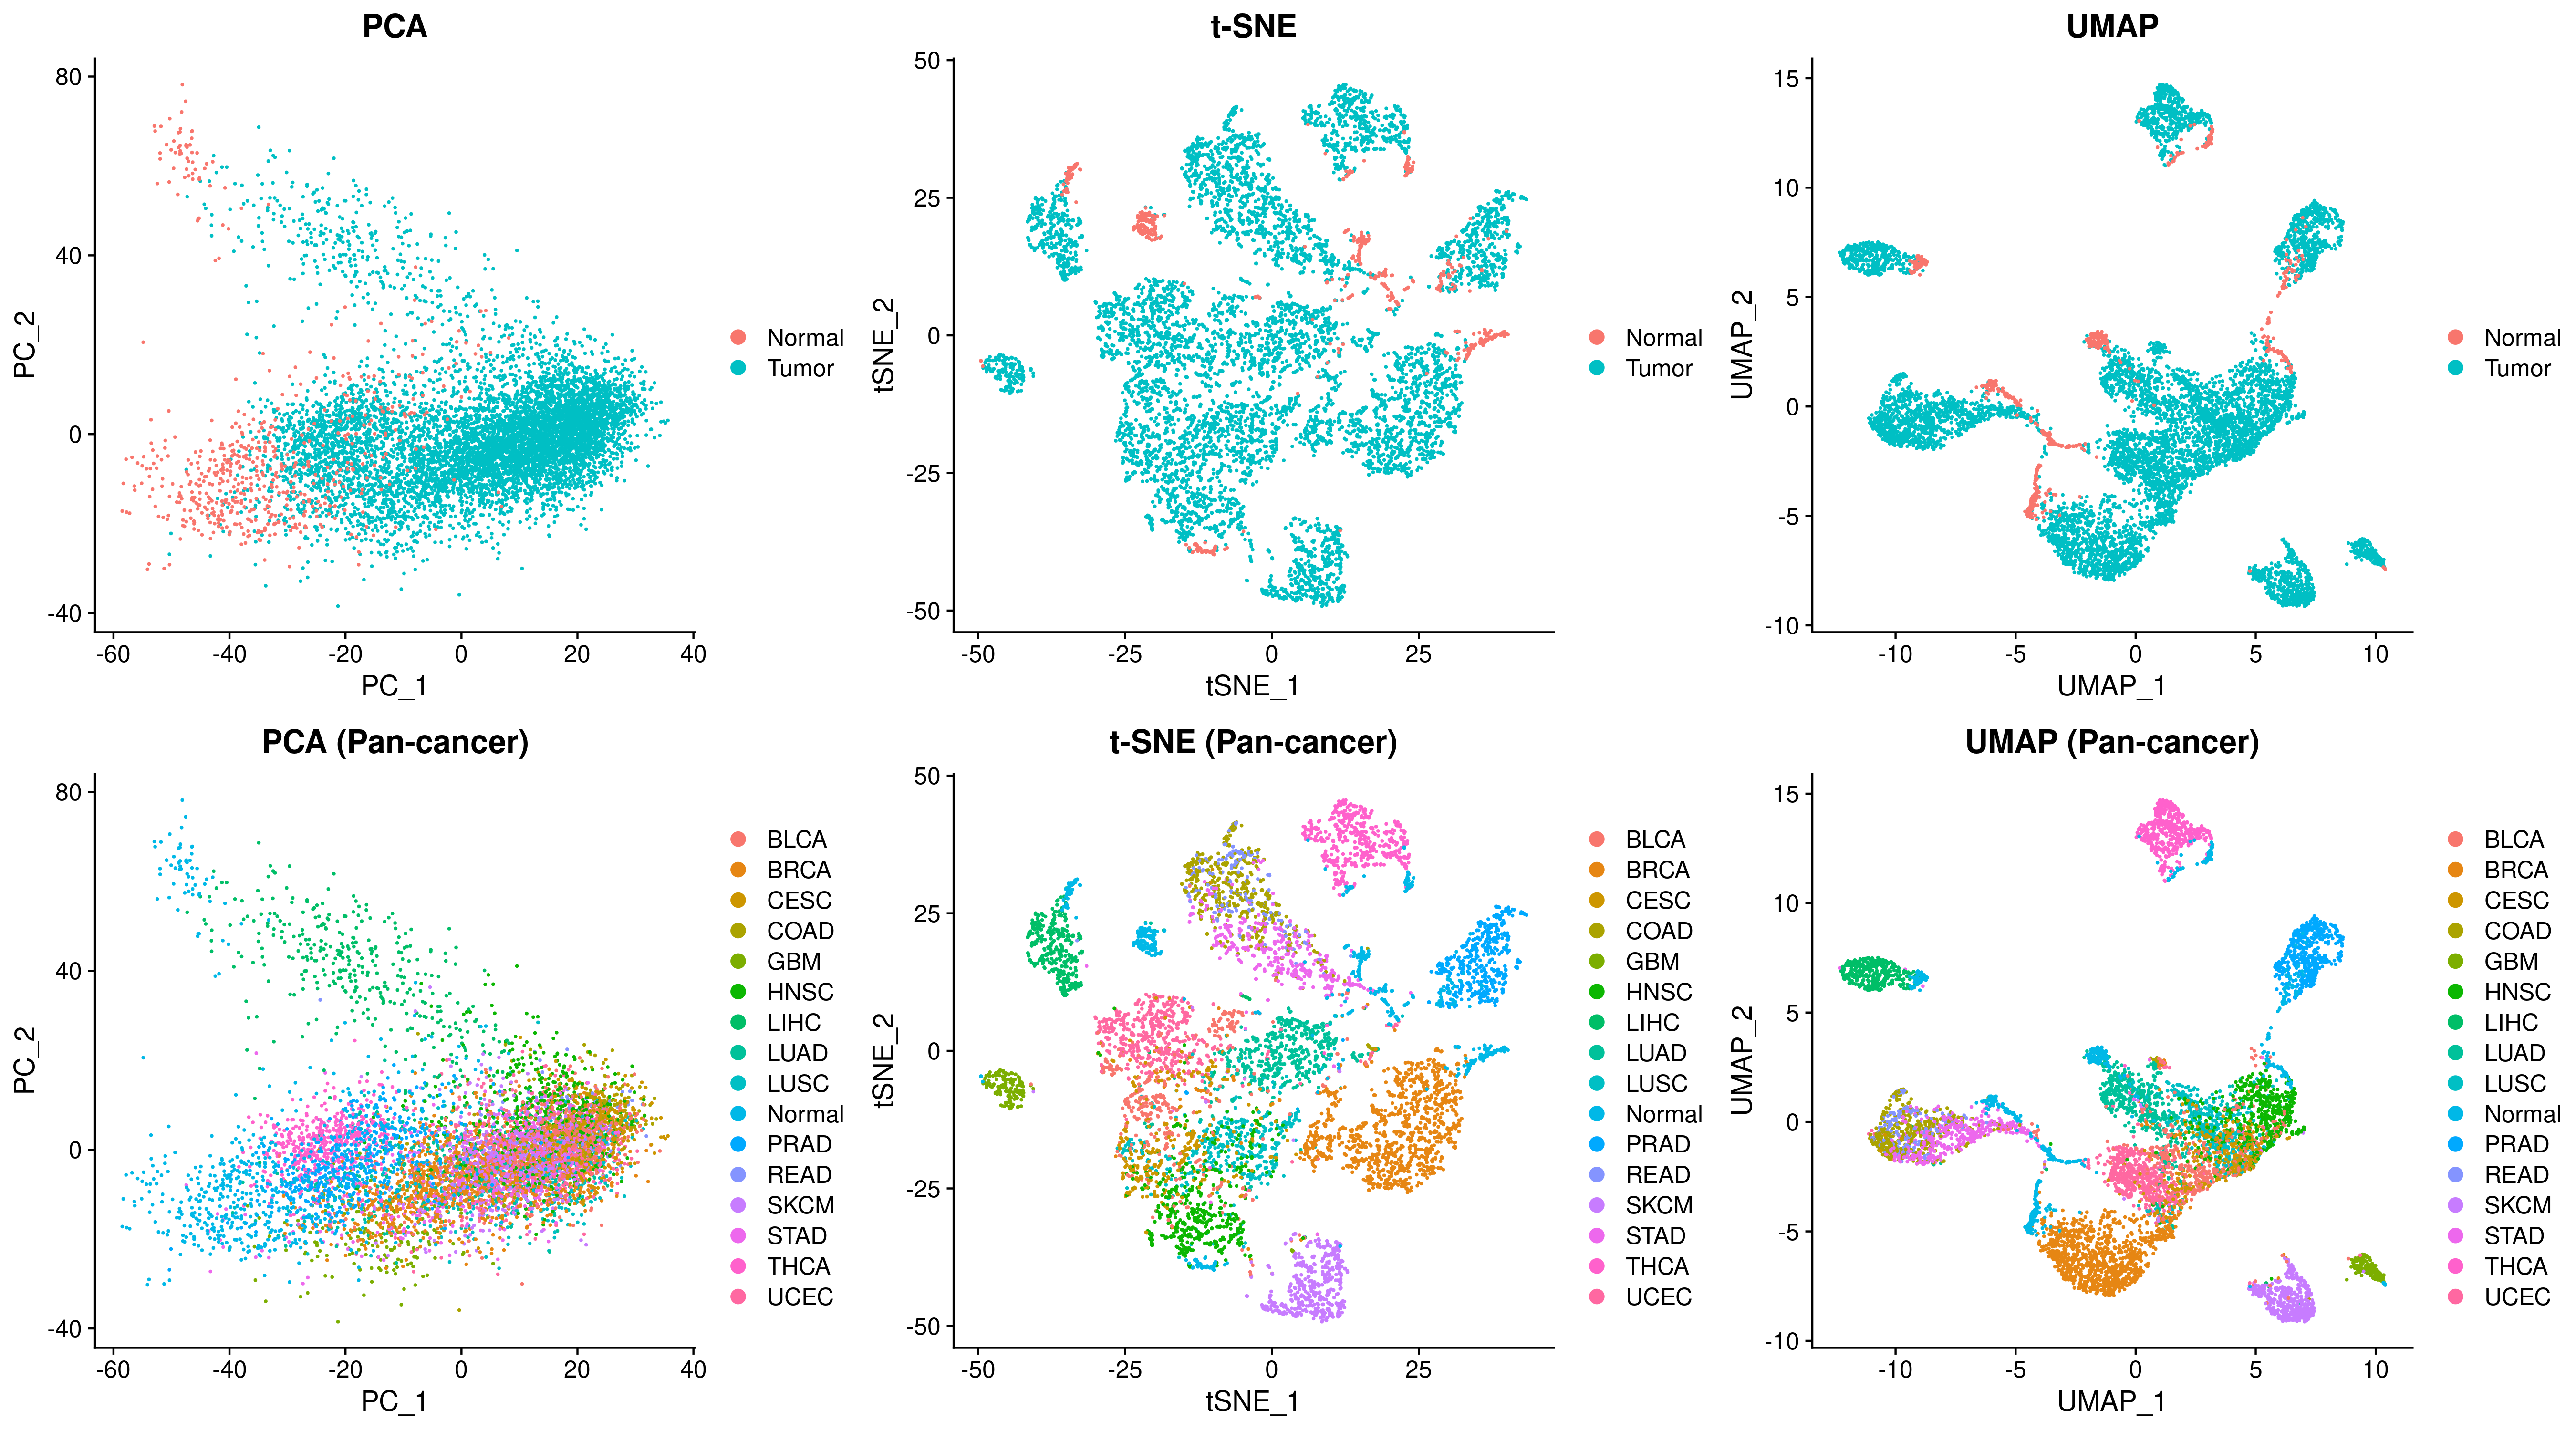 PCA
80
40
0
-40
-60
-40
-20
0
20
40
PC_1
PC_2
Normal
Tumor
t-SNE
50
25
0
-25
-50
-50
-25
0
25
tSNE_1
tSNE_2
Normal
Tumor
UMAP
15
10
5
0
-5
-10
-10
-5
0
5
10
UMAP_1
UMAP_2
Normal
Tumor
PCA (Pan-cancer)
80
40
0
-40
-60
-40
-20
0
20
40
PC_1
PC_2
BLCA
BRCA
CESC
COAD
GBM
HNSC
LIHC
LUAD
LUSC
Normal
PRAD
READ
SKCM
STAD
THCA
UCEC
t-SNE (Pan-cancer)
50
25
0
-25
-50
-50
-25
0
25
tSNE_1
tSNE_2
BLCA
BRCA
CESC
COAD
GBM
HNSC
LIHC
LUAD
LUSC
Normal
PRAD
READ
SKCM
STAD
THCA
UCEC
UMAP (Pan-cancer)
15
10
5
0
-5
-10
-10
-5
0
5
10
UMAP_1
UMAP_2
BLCA
BRCA
CESC
COAD
GBM
HNSC
LIHC
LUAD
LUSC
Normal
PRAD
READ
SKCM
STAD
THCA
UCEC